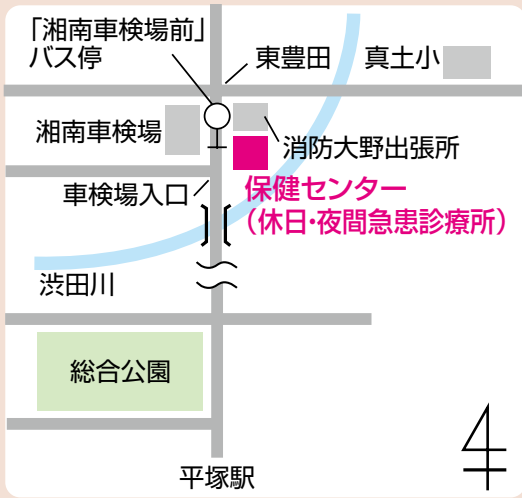 「湘南車検場前」
バス停
東豊田
真土小
湘南車検場
消防大野出張所
車検場入口
保健センター
（休日・夜間急患診療所）
渋田川
総合公園
平塚駅